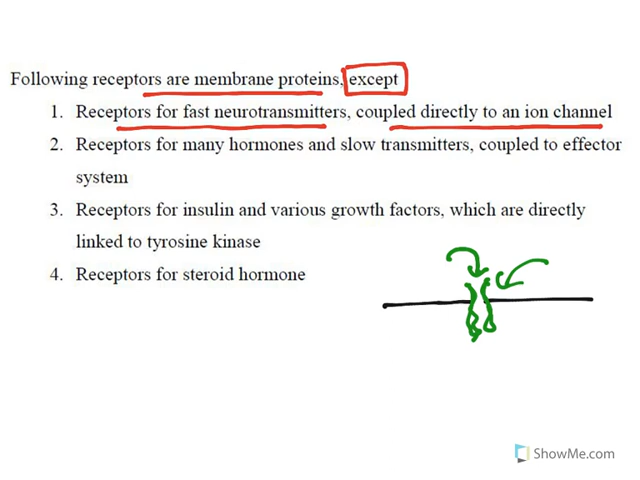 Following receptors are membrane proteins, except
1. Receptors for fast neurotransmitters, coupled directly to an ion channel
2. Receptors for many hormones and slow transmitters, coupled to effector
system
3. Receptors for insulin and various growth factors, which are directly
linked to tyrosine kinase
4. Receptors for steroid hormone
ShowMe.com